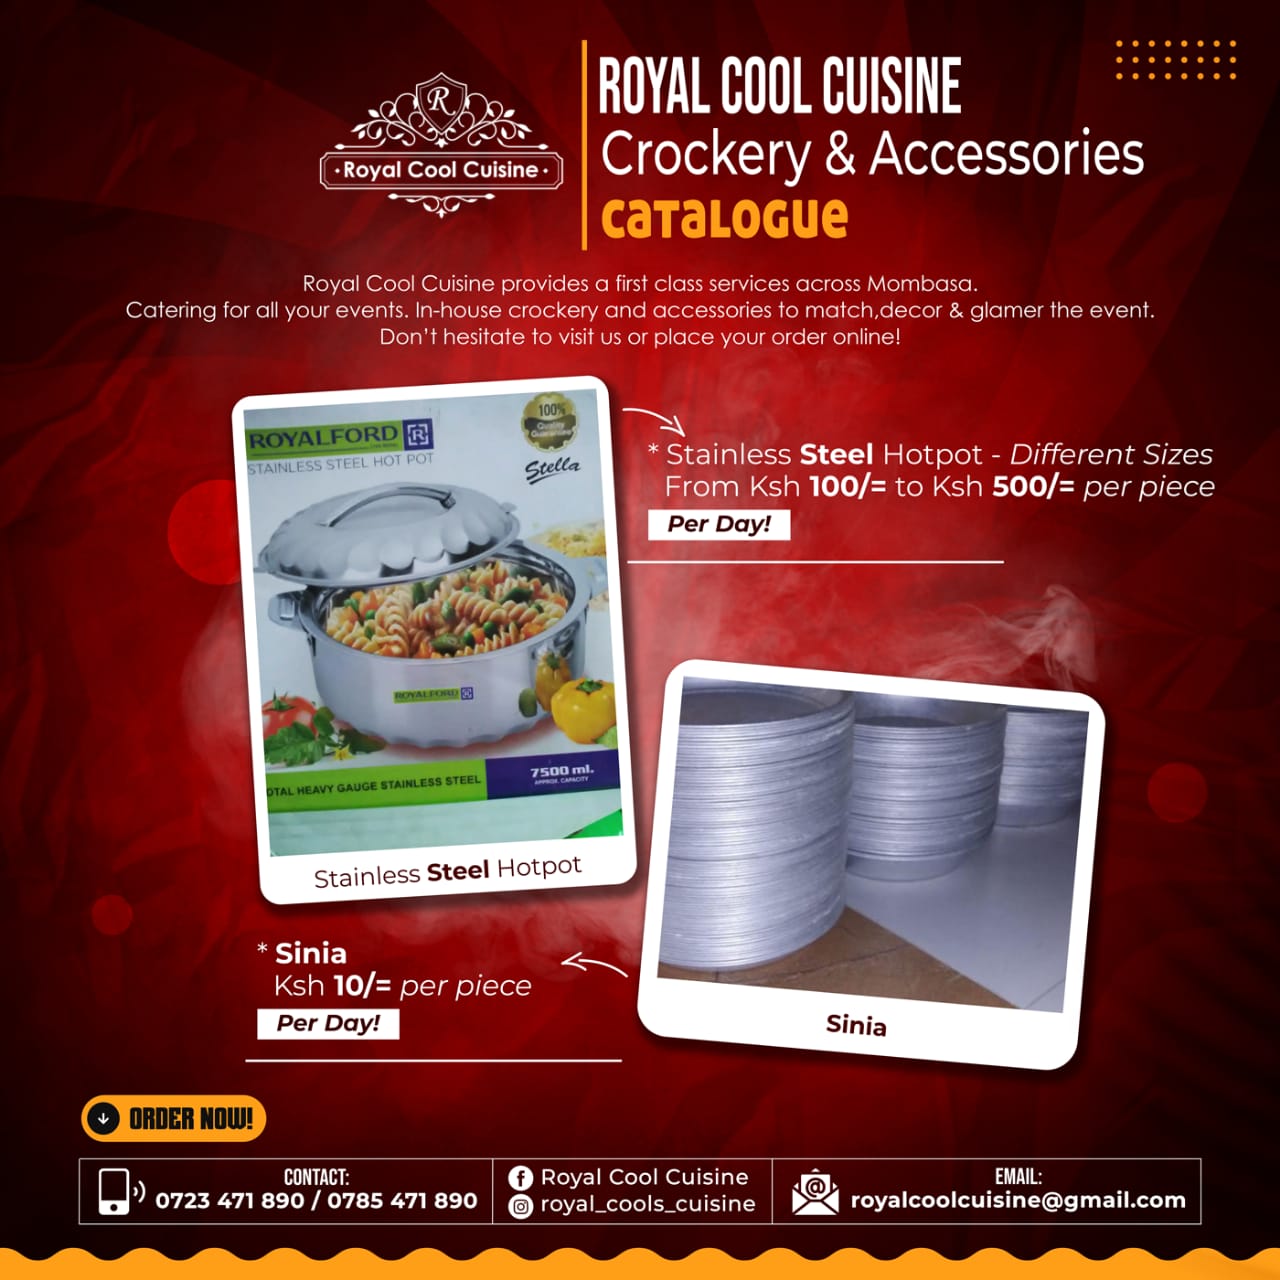 R
Royal Cool Cuisine
ROYAL COOL CUISINE
Crockery & Accessories
CATALOGUE
Royal Cool Cuisine provides a first class services across Mombasa.
Catering for all your events. In-house crockery and accessories to match,decor & glamer the event.
Don't hesitate to visit us or place your order online!
ROYALFORD R
STAINLESS STEEL HOT POT
100%
Quality
Guarantee
Stella
ROYALFORD
OTAL HEAVY GAUGE STAINLESS STEEL
7500 ml.
APPROX. CAPACITY
Stainless Steel Hotpot
* Stainless Steel Hotpot - Different Sizes
From Ksh 100/= to Ksh 500/= per piece
Per Day!
Sinia
* Sinia
Ksh 10/= per piece
Per Day!
ORDER NOW!
CONTACT:
0723 471 890 / 0785 471 890
Royal Cool Cuisine
royal_cools_cuisine
EMAIL:
royalcoolcuisine@gmail.com